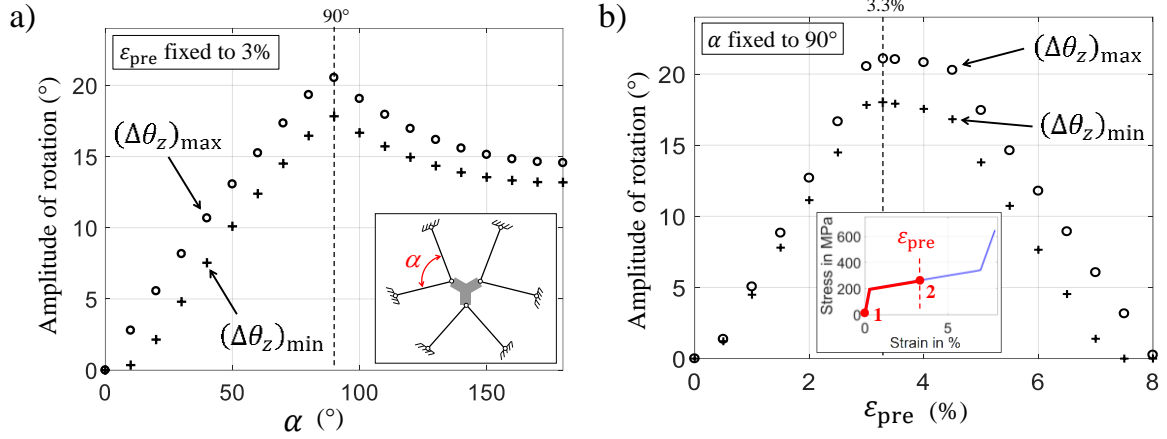 a)
90°
ε_pre fixed to 3%
Amplitude of rotation (°)
20
15
10
5
0
(Δθ_z)_max
(Δθ_z)_min
α
0
50
100
150
α (°)
b)
3.3%
α fixed to 90°
Amplitude of rotation (°)
20
15
10
5
0
(Δθ_z)_max
(Δθ_z)_min
Stress in MPa
600
400
200
0
ε_pre
1
2
5
Strain in %
0
2
4
6
8
ε_pre (%)